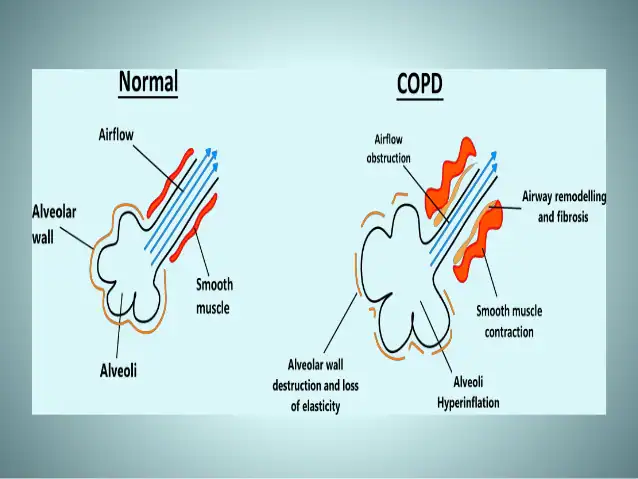 Normal
Airflow
Alveolar
wall
Smooth
muscle
Alveoli
COPD
Airflow
obstruction
Airway remodelling
and fibrosis
Smooth muscle
contraction
Alveolar wall
destruction and loss
of elasticity
Alveoli
Hyperinflation